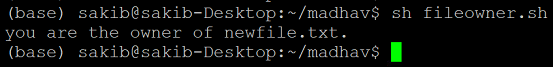 (base) sakib@sakib-Desktop:~/madhav$ sh fileowner.sh
you are the owner of newfile.txt.
(base) sakib@sakib-Desktop:~/madhav$